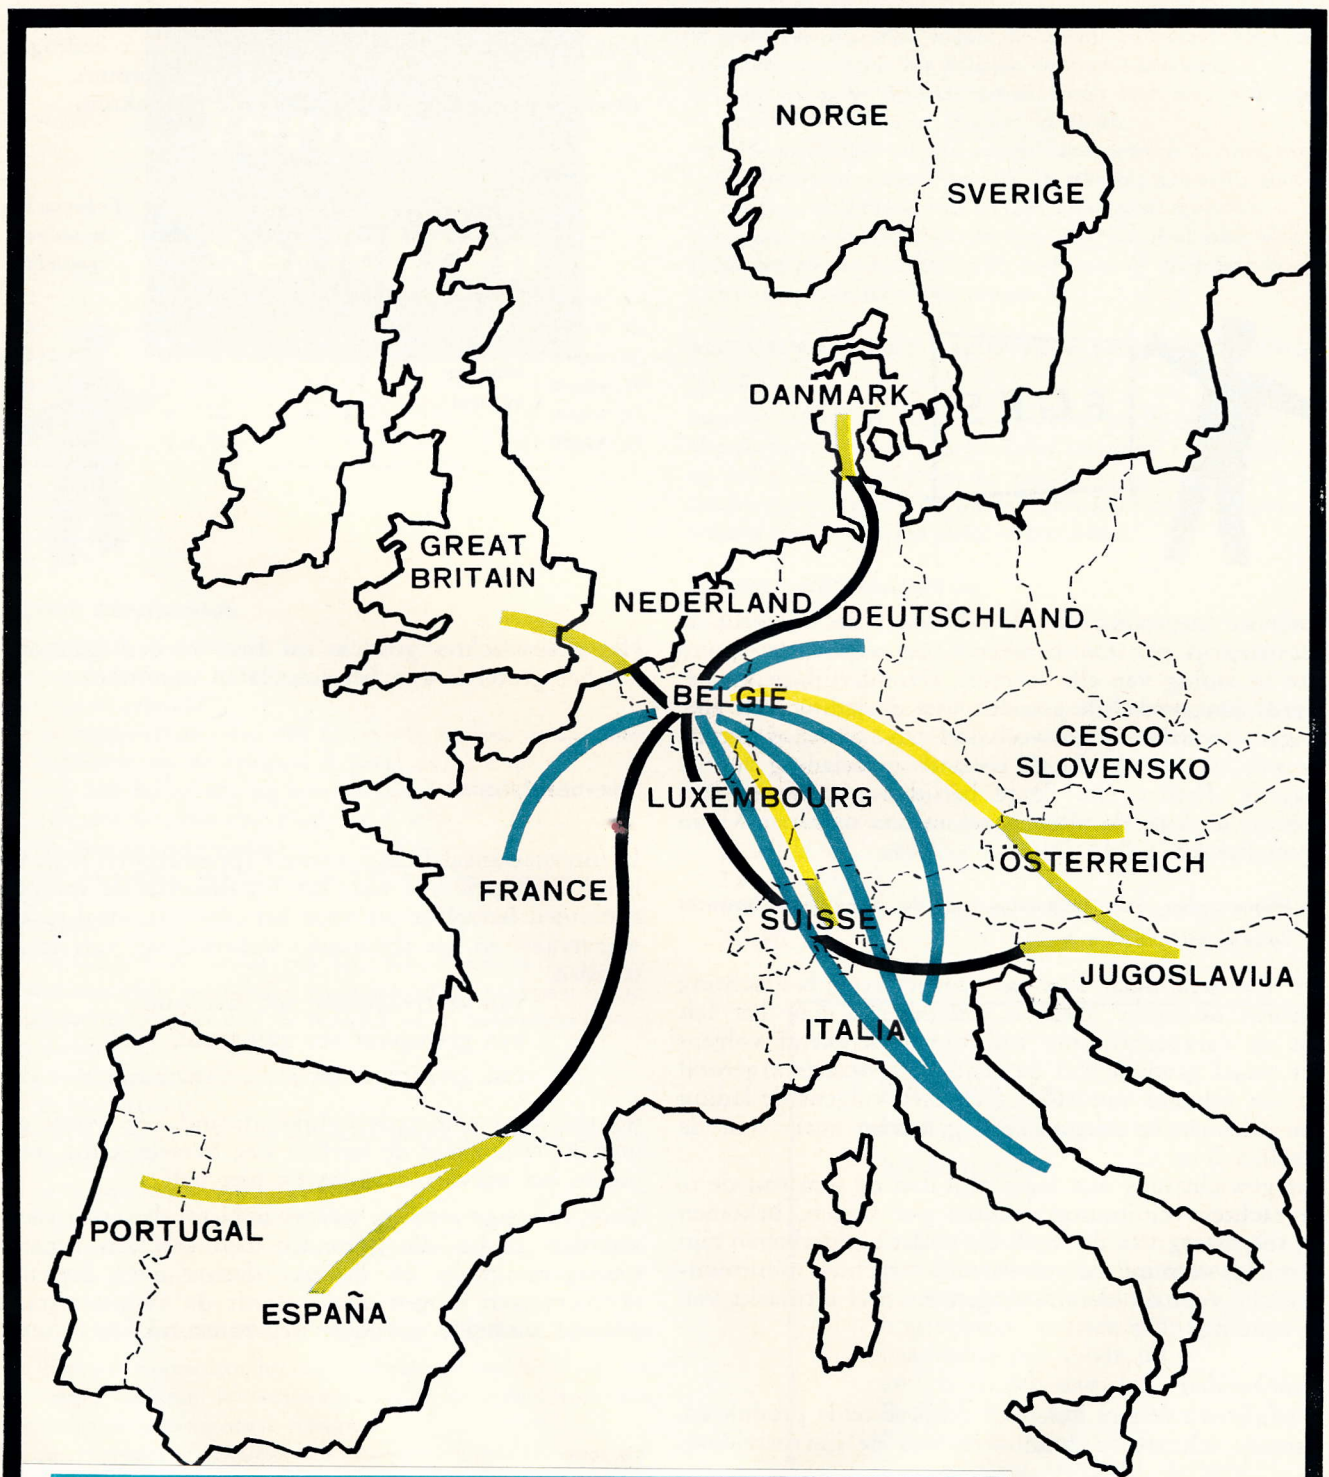 NORGE
SVERIGE
DANMARK
GREAT
BRITAIN
NEDERLAND
DEUTSCHLAND
BELGIË
CESCO
SLOVENSKO
LUXEMBOURG
ÖSTERREICH
FRANCE
SUISSE
JUGOSLAVIJA
ITALIA
PORTUGAL
ESPAÑA